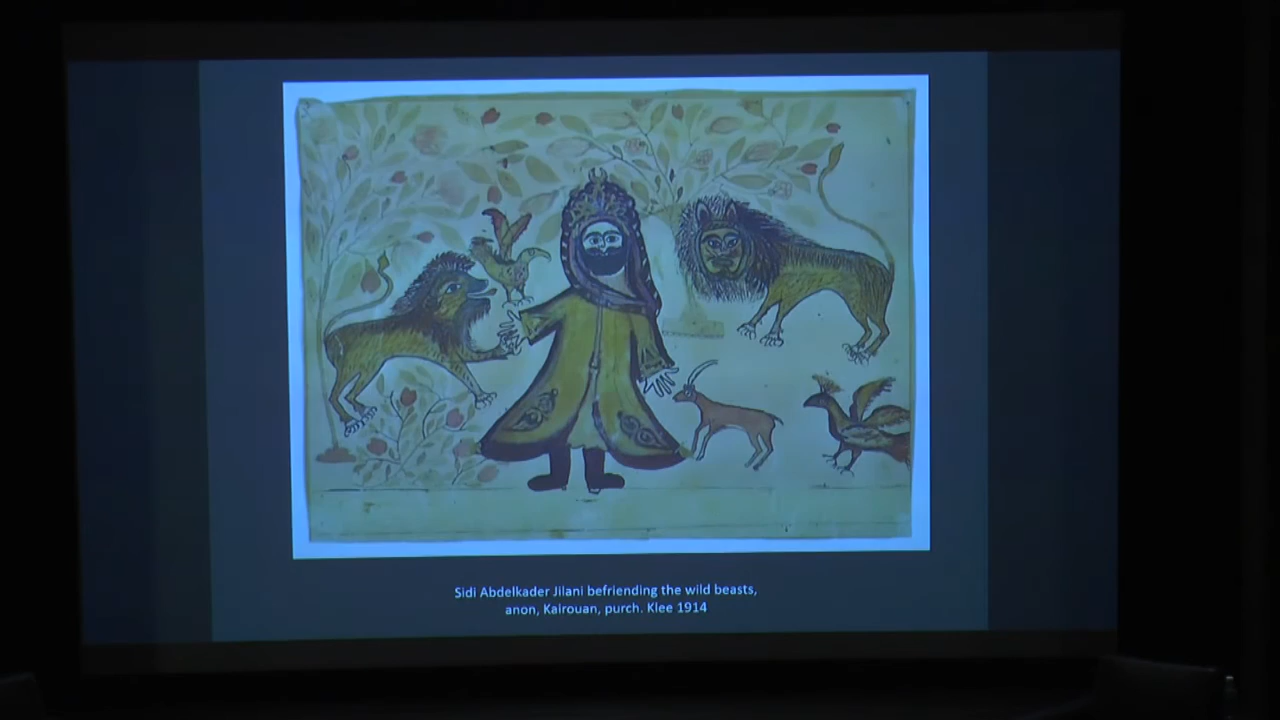 Sidi Abdelkader Jilani befriending the wild beasts,
anon, Kairouan, purch. Klee 1914